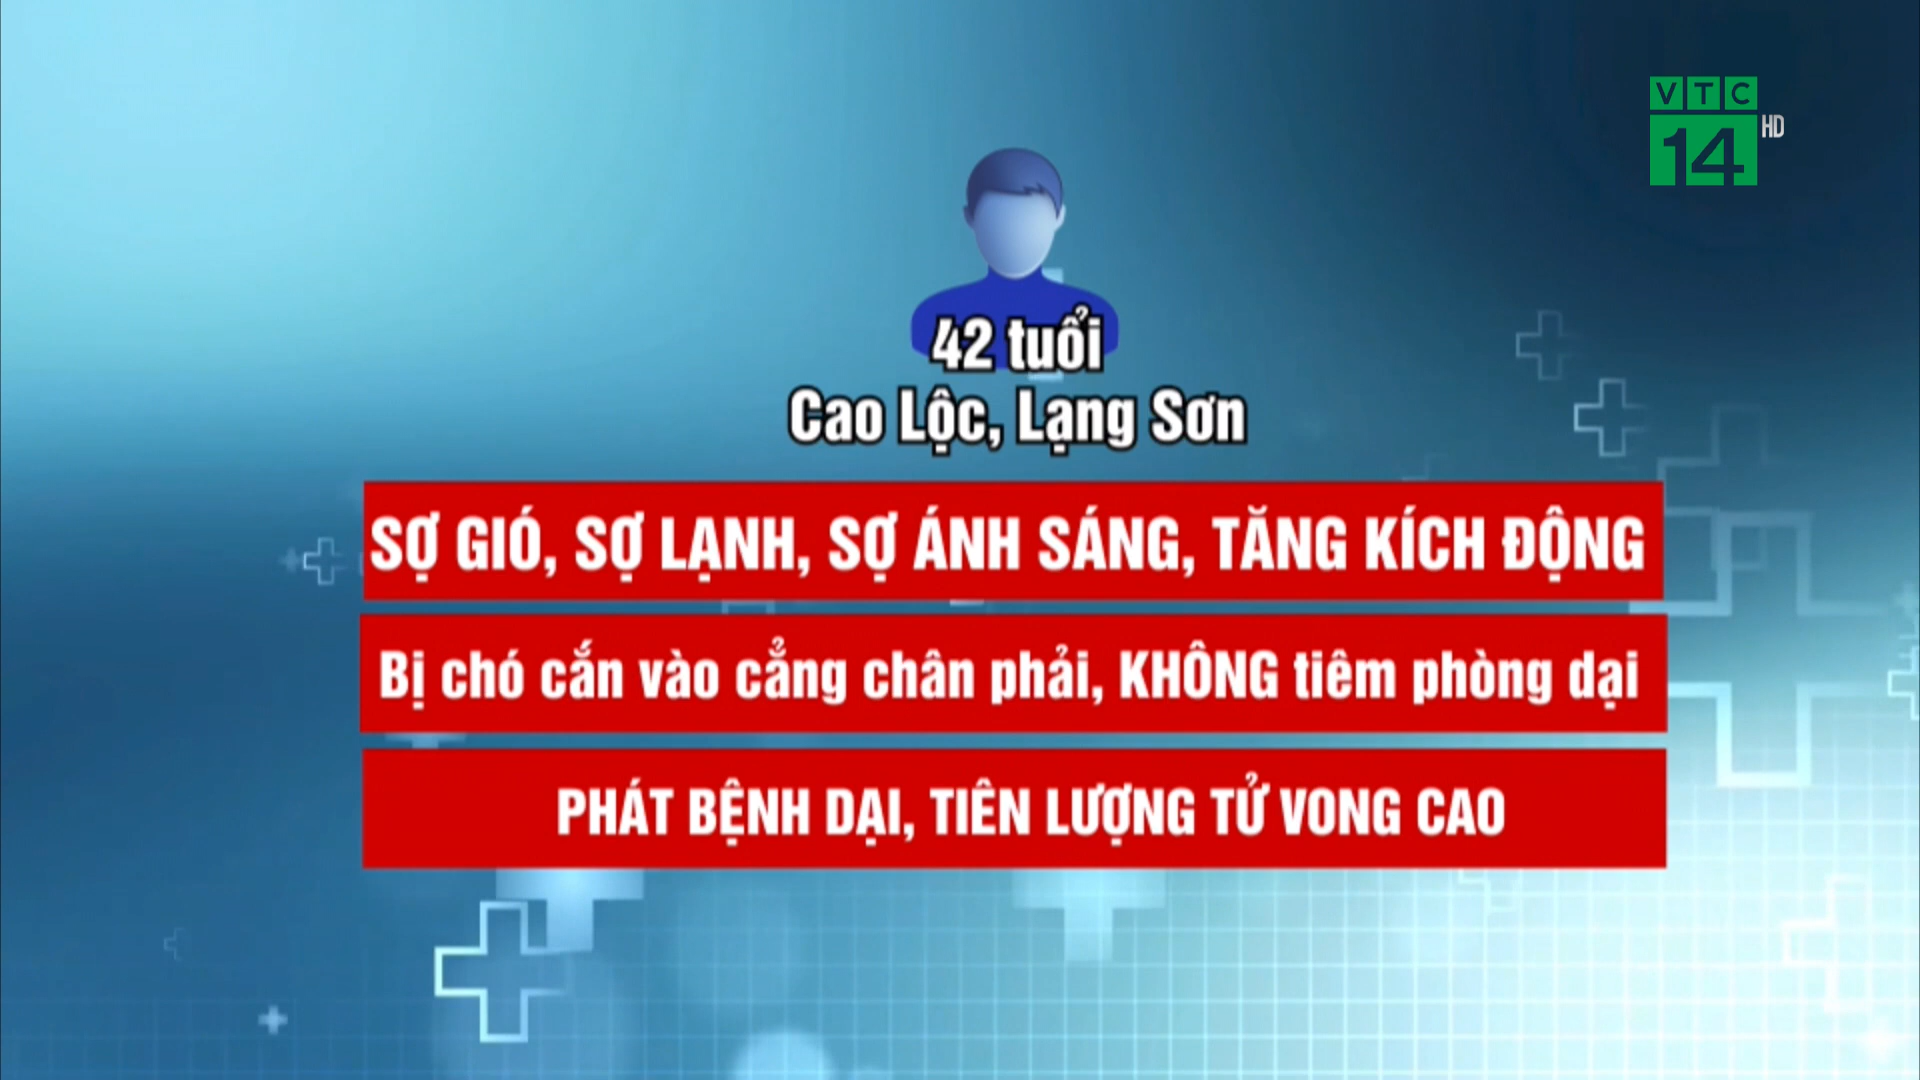 VTC
14 HD
42 tuổi
Cao Lộc, Lạng Sơn
SỢ GIÓ, SỢ LẠNH, SỢ ÁNH SÁNG, TĂNG KÍCH ĐỘNG
Bị chó cắn vào cẳng chân phải, KHÔNG tiêm phòng dại
PHÁT BỆNH DẠI, TIÊN LƯỢNG TỬ VONG CAO